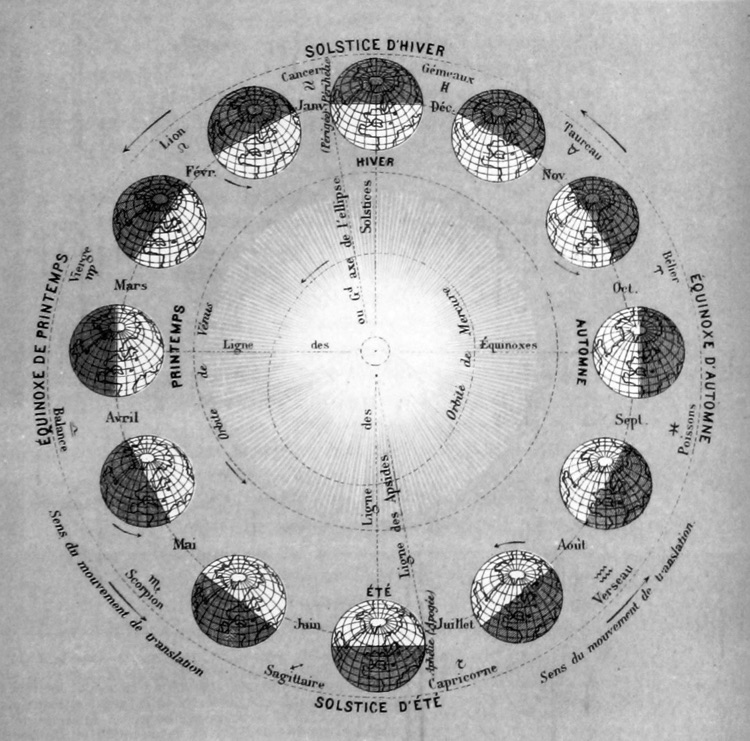 SOLSTICE D'HIVER
Cancer
Gémeaux
Janv.
(Périgée) Périhélie
Déc.
HIVER
Lion
Taureau
Févr.
Nov.
Vierge
Bélier
Mars
Oct.
ÉQUINOXE DE PRINTEMPS
PRINTEMPS
Orbite de Vénus
ou Gd axe de l'ellipse
Ligne des Solstices
Orbite de Mercure
Ligne des Équinoxes
AUTOMNE
ÉQUINOXE D'AUTOMNE
Balance
Avril
Sept.
Poissons
Ligne des Apsides
Mai
Août
Scorpion
Verseau
Sens du mouvement de translation
Sens du mouvement de translation
ÉTÉ
Juin
Juillet
Aphélie (Apogée)
Sagittaire
Capricorne
SOLSTICE D'ÉTÉ